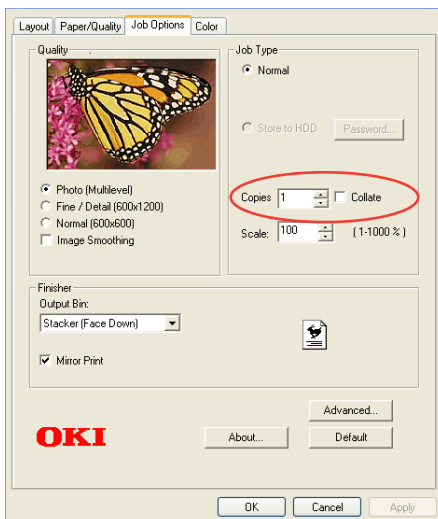 Layout Paper/Quality Job Options Color
Quality
Photo (Multilevel)
Fine / Detail (600x1200)
Normal (600x600)
Image Smoothing
Job Type
Normal
Store to HDD Password...
Copies 1 Collate
Scale: 100 (1-1000 %)
Finisher
Output Bin:
Stacker (Face Down)
Mirror Print
OKI
Advanced...
About... Default
OK Cancel Apply